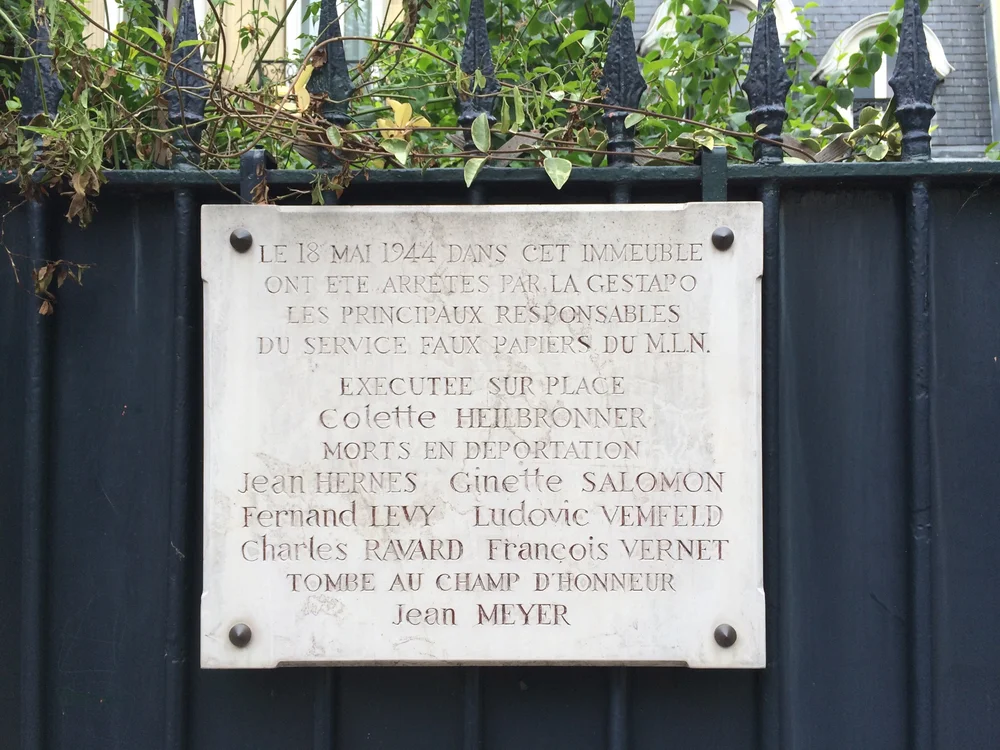 LE 18 MAI 1944 DANS CET IMMEUBLE
ONT ETE ARRETES PAR LA GESTAPO
LES PRINCIPAUX RESPONSABLES
DU SERVICE FAUX PAPIERS DU M.L.N.
EXECUTEE SUR PLACE
Colette HEILBRONNER
MORTS EN DEPORTATION
Jean HERNES Ginette SALOMON
Fernand LEVY Ludovic VEMFELD
Charles RAVARD François VERNET
TOMBE AU CHAMP D'HONNEUR
Jean MEYER